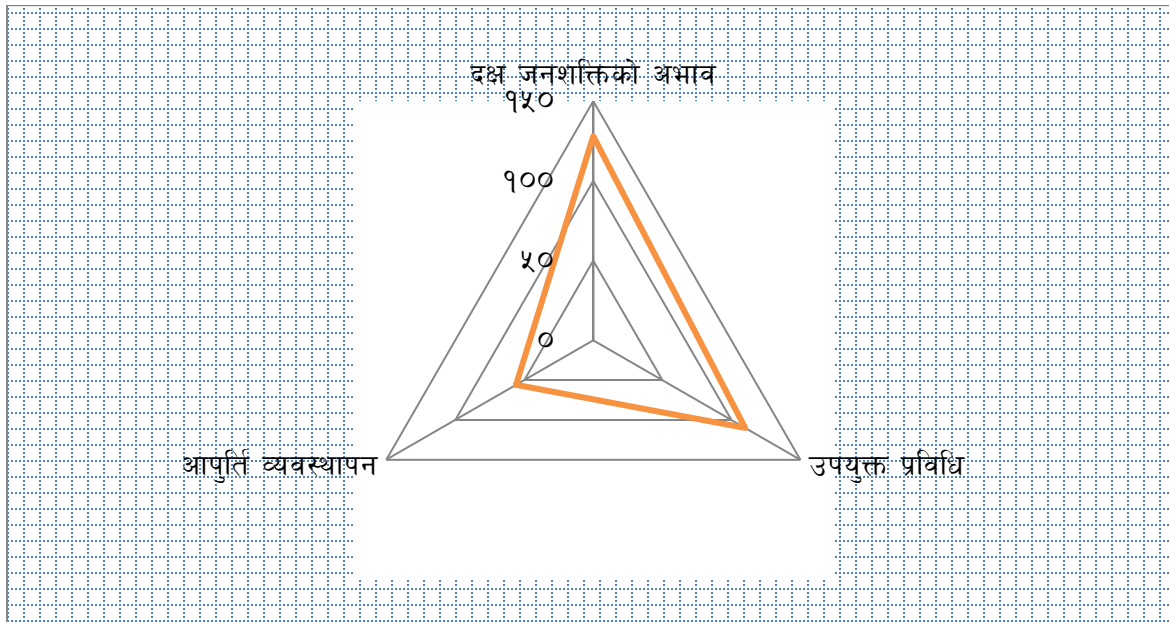 दक्ष जनशक्तिको अभाव
१५०
१००
५०
०
आपुर्ति व्यवस्थापन
उपयुक्त प्रविधि